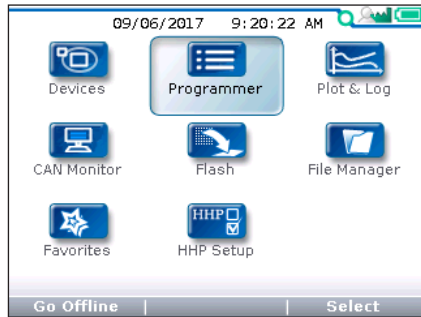 09/06/2017 9:20:22 AM
Devices Programmer Plot & Log
CAN Monitor Flash File Manager
HHP
Favorites HHP Setup
Go Offline Select